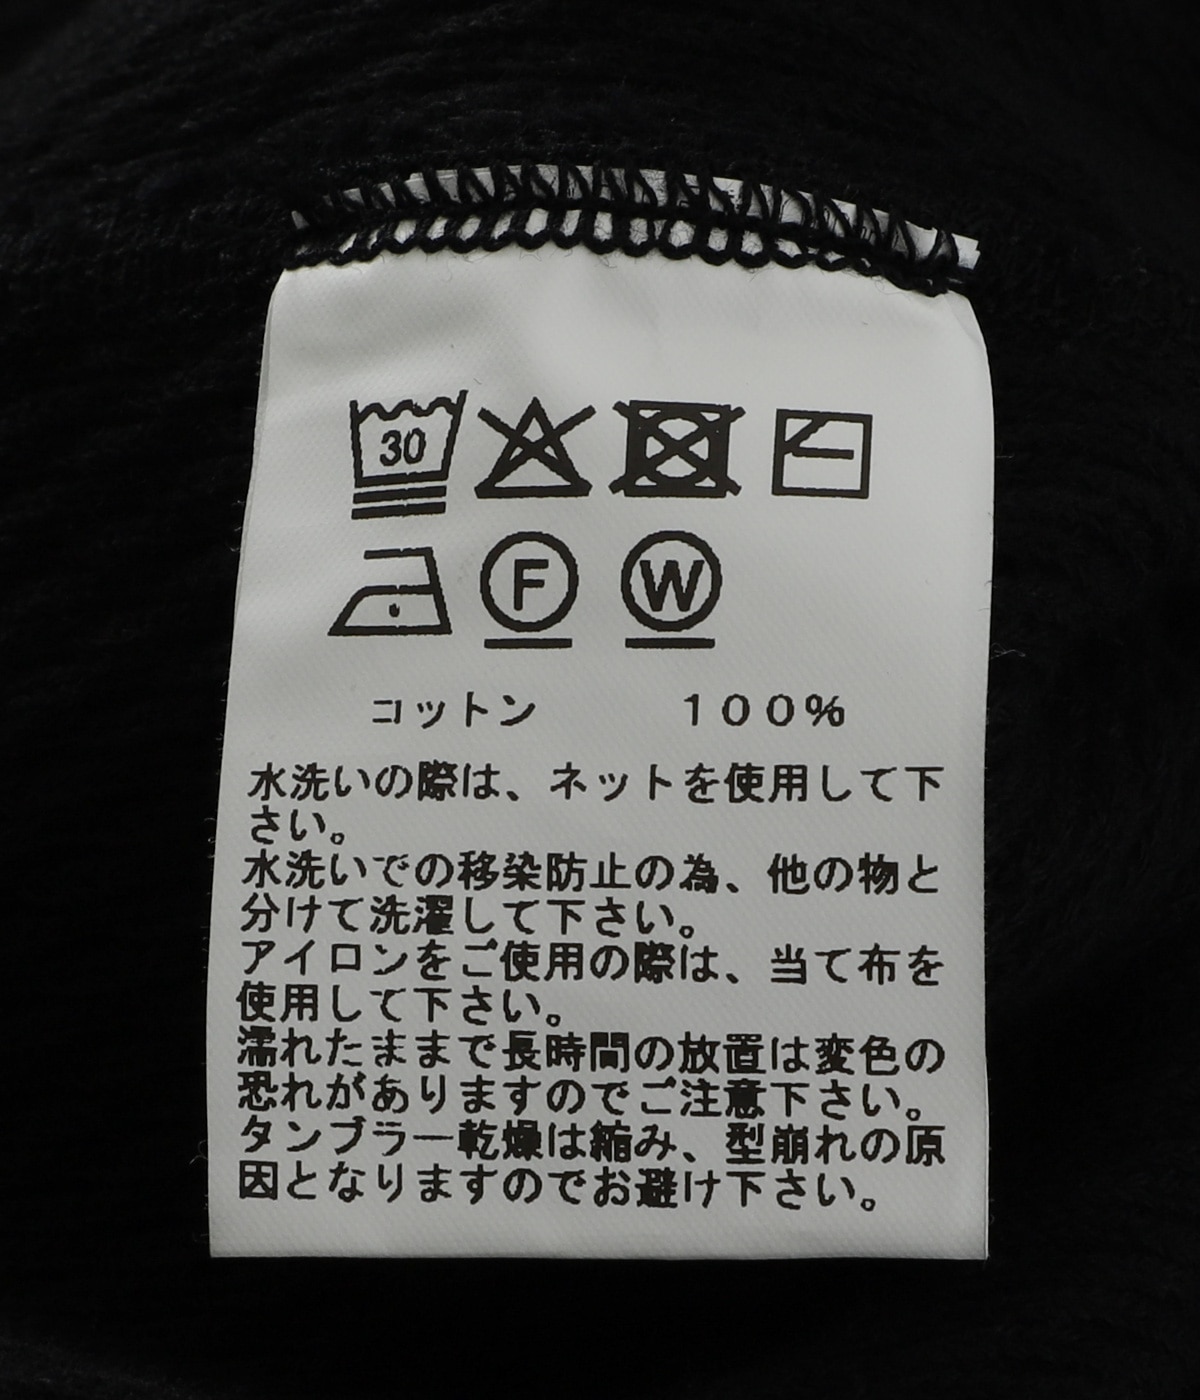 30
F W
コットン 100%
水洗いの際は、ネットを使用して下
さい。
水洗いでの移染防止の為、他の物と
分けて洗濯して下さい。
アイロンをご使用の際は、当て布を
使用して下さい。
濡れたままで長時間の放置は変色の
恐れがありますのでご注意下さい。
タンブラー乾燥は縮み、型崩れの原
因となりますのでお避け下さい。